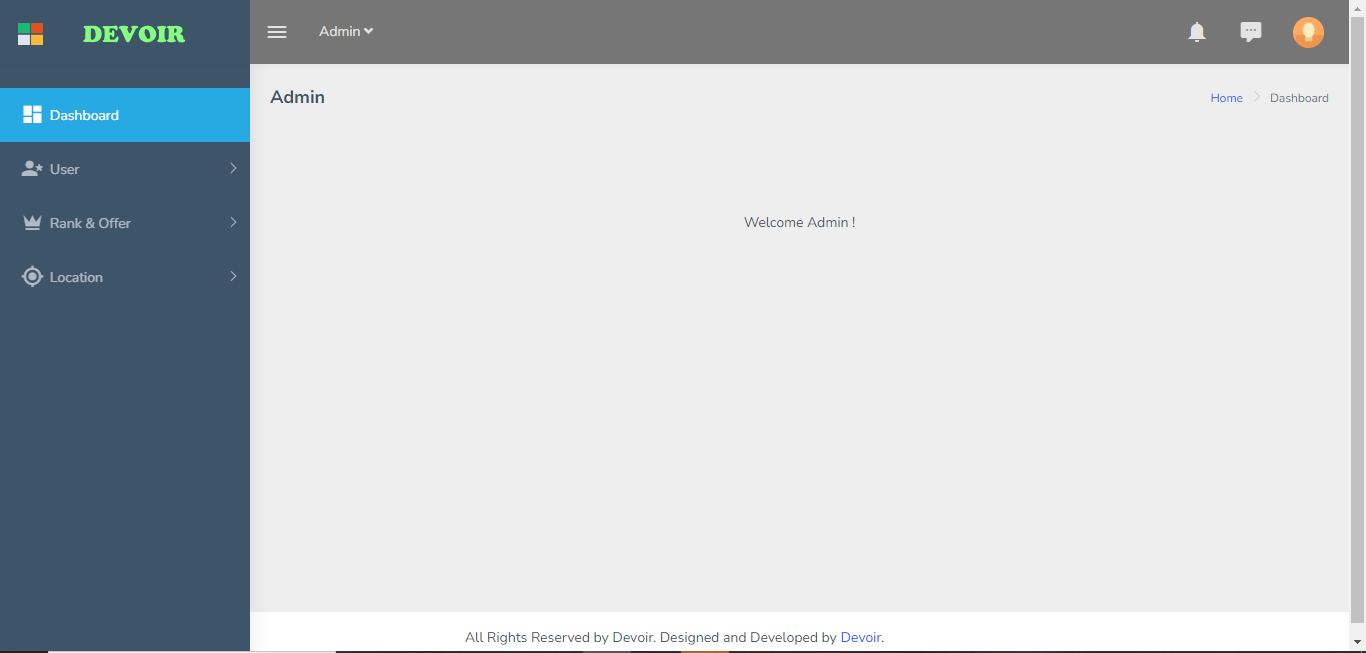 DEVOIR
Admin
Admin
Home
Dashboard
Dashboard
User
Rank & Offer
Location
Welcome Admin !
All Rights Reserved by Devoir. Designed and Developed by Devoir.